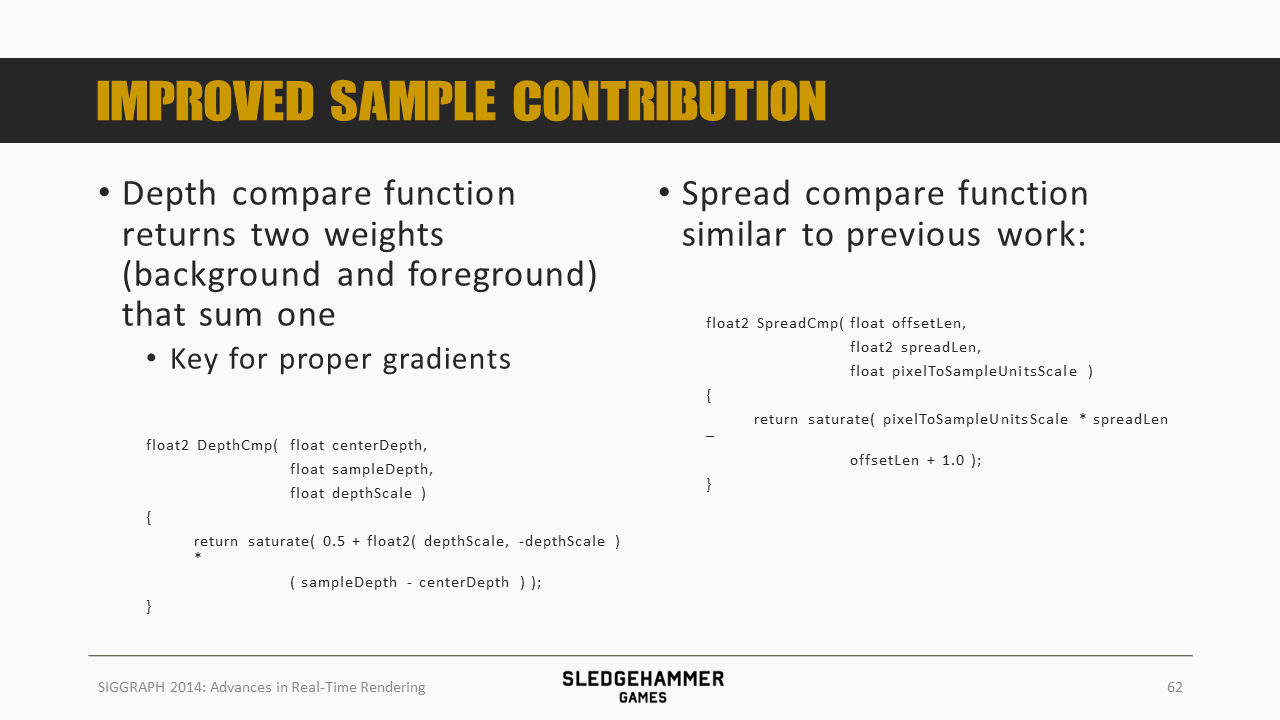 IMPROVED SAMPLE CONTRIBUTION
• Depth compare function
returns two weights
(background and foreground)
that sum one
• Key for proper gradients
float2 DepthCmp( float centerDepth,
float sampleDepth,
float depthScale )
{
return saturate( 0.5 + float2( depthScale, -depthScale )
*
( sampleDepth - centerDepth ) );
}
• Spread compare function
similar to previous work:
float2 SpreadCmp( float offsetLen,
float2 spreadLen,
float pixelToSampleUnitsScale )
{
return saturate( pixelToSampleUnitsScale * spreadLen
–
offsetLen + 1.0 );
}
SIGGRAPH 2014: Advances in Real-Time Rendering
SLEDGEHAMMER
GAMES
62